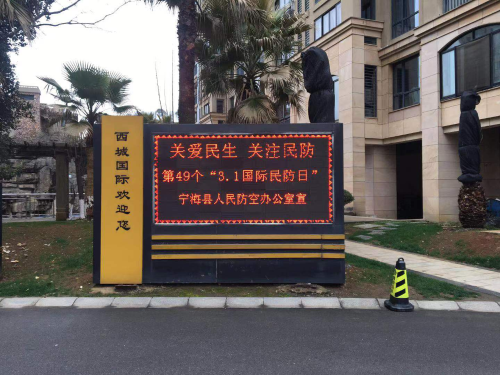 西城国际欢迎您
关爱民生 关注民防
第49个“3.1国际民防日”
宁海县人民防空办公室宣